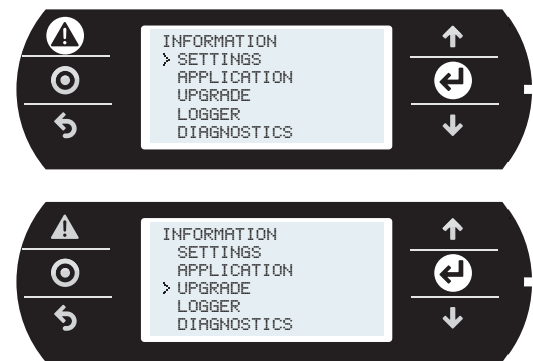 INFORMATION
> SETTINGS
APPLICATION
UPGRADE
LOGGER
DIAGNOSTICS
INFORMATION
SETTINGS
APPLICATION
> UPGRADE
LOGGER
DIAGNOSTICS